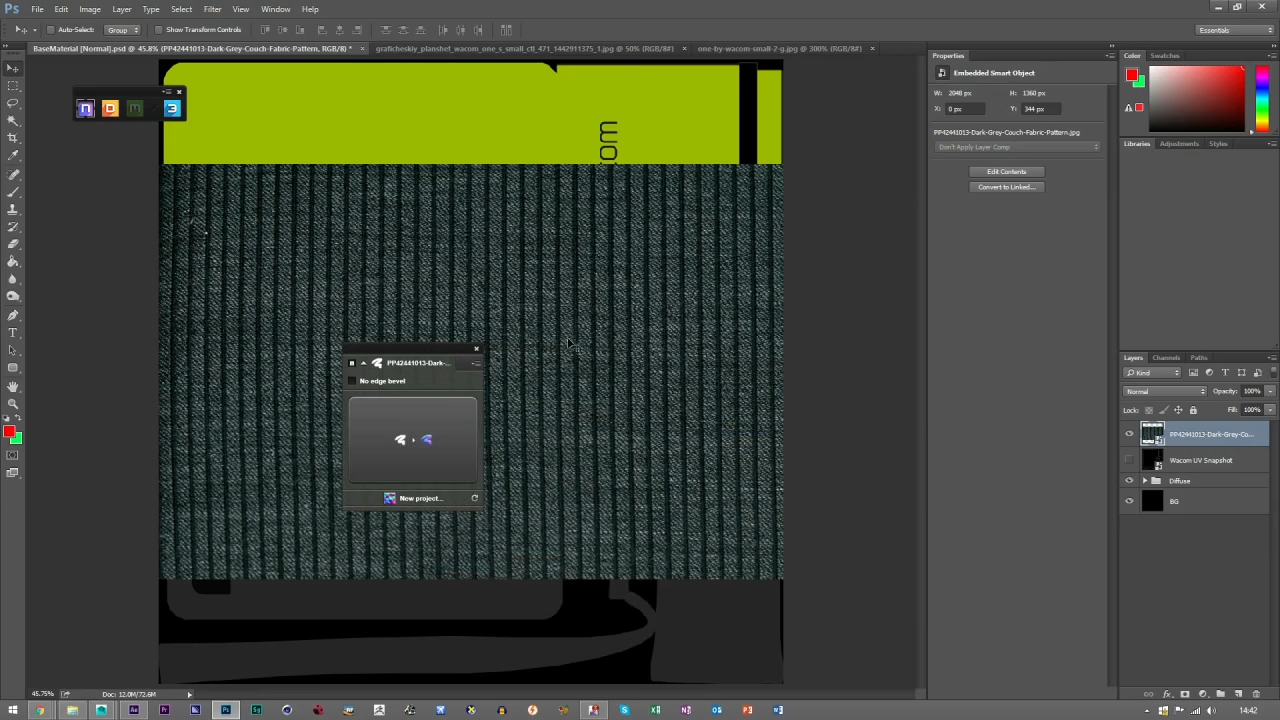 Ps File Edit Image Layer Type Select Filter View Window Help
Auto-Select: Group Show Transform Controls Essentials
BaseMaterial [Normal].psd @ 45.8% (PP42441013-Dark-Grey-Couch-Fabric-Pattern, RGB/8) * × graficheskiy_planshet_wacom_one_s_small_ctl_471_1442911375_1.jpg @ 50% (RGB/8#) × one-by-wacom-small-2-g.jpg @ 300% (RGB/8#) ×
n D m 3
om
PP42441013-Dark-...
No edge bevel
New project...
Properties
Embedded Smart Object
W: 2048 px H: 1360 px
X: 0 px Y: 344 px
PP42441013-Dark-Grey-Couch-Fabric-Pattern.jpg
Don't Apply Layer Comp
Edit Contents
Convert to Linked...
Color Swatches
Libraries Adjustments Styles
Layers Channels Paths
Kind
Normal Opacity: 100%
Lock: Fill: 100%
PP42441013-Dark-Grey-Co...
Wacom UV Snapshot
Diffuse
BG
45.75% Doc: 12.0M/72.6M
14:42